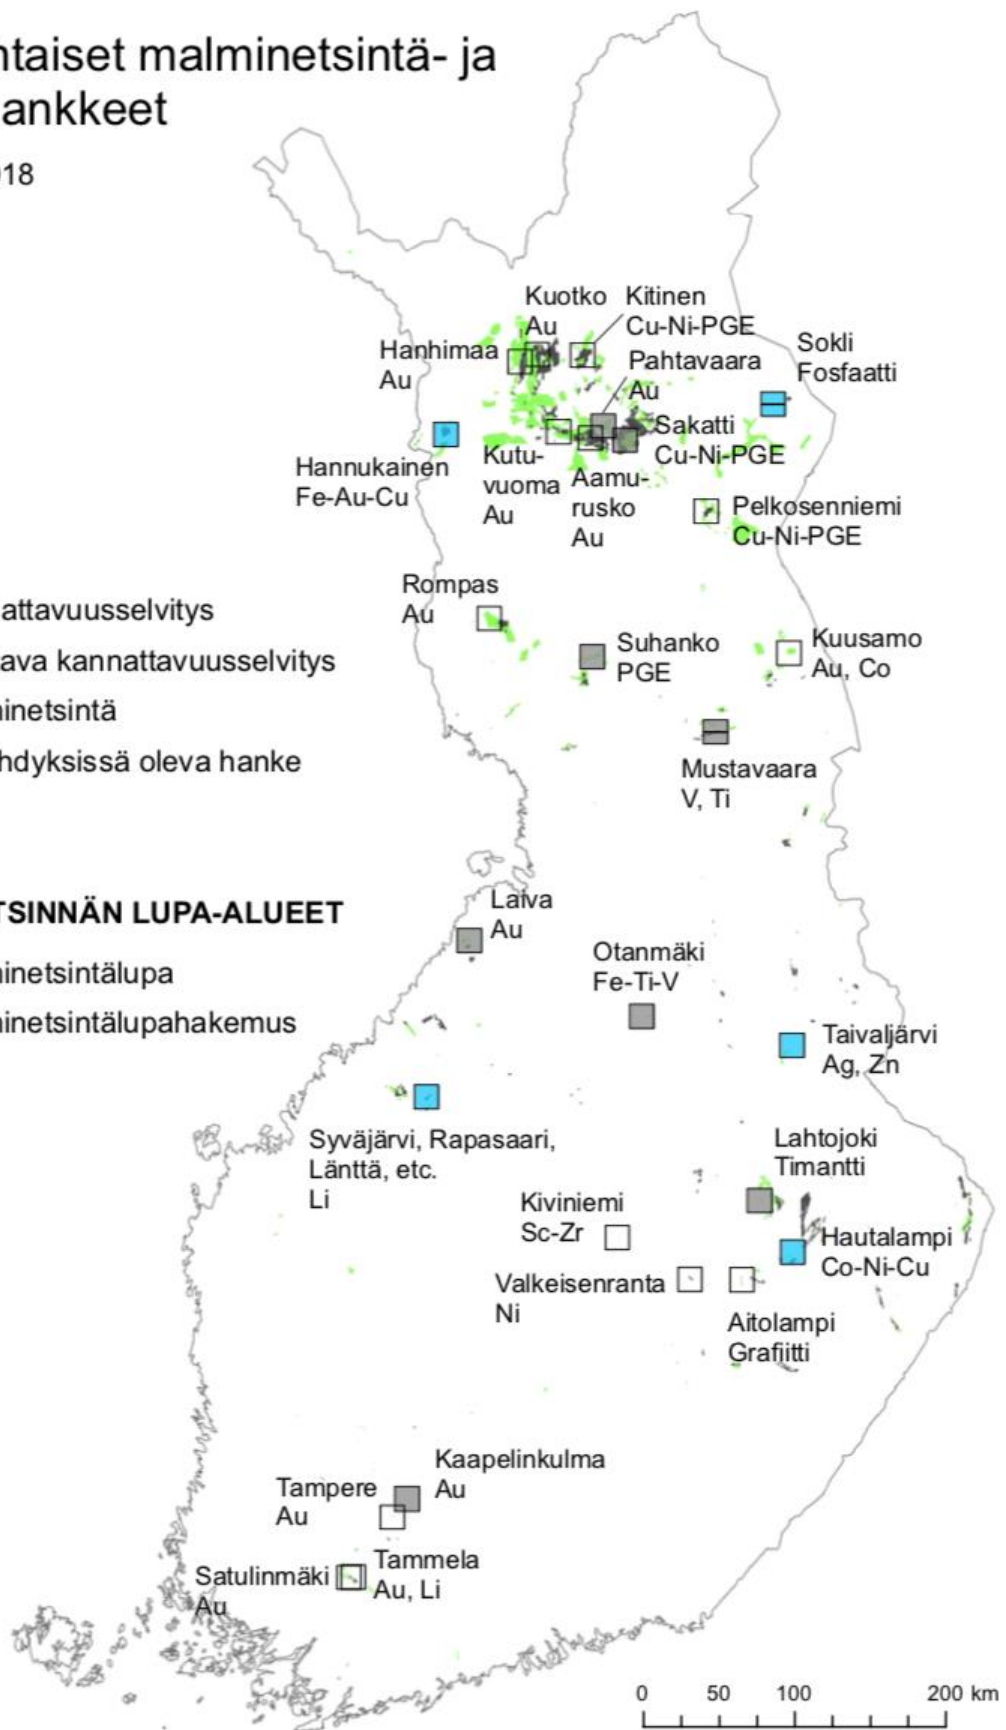 ntaiset malminetsintä- ja
ankkeet
018
Kuotko
Au
Kitinen
Cu-Ni-PGE
Hanhimaa
Au
Pahtavaara
Au
Sokli
Fosfaatti
Sakatti
Cu-Ni-PGE
Hannukainen
Fe-Au-Cu
Kutu-
vuoma
Au
Aamu-
rusko
Au
Pelkosenniemi
Cu-Ni-PGE
Rompas
Au
attavuusselvitys
ava kannattavuusselvitys
inetsintä
hdyksissä oleva hanke
Suhanko
PGE
Kuusamo
Au, Co
Mustavaara
V, Ti
TSINNÄN LUPA-ALUEET
inetsintälupa
inetsintälupahakemus
Laiva
Au
Otanmäki
Fe-Ti-V
Taivaljärvi
Ag, Zn
Syväjärvi, Rapasaari,
Länttä, etc.
Li
Lahtojoki
Timantti
Kiviniemi
Sc-Zr
Hautalampi
Co-Ni-Cu
Valkeisenranta
Ni
Aitolampi
Grafiitti
Kaapelinkulma
Au
Tampere
Au
Tammela
Au, Li
Satulinmäki
Au
0 50 100 200 km